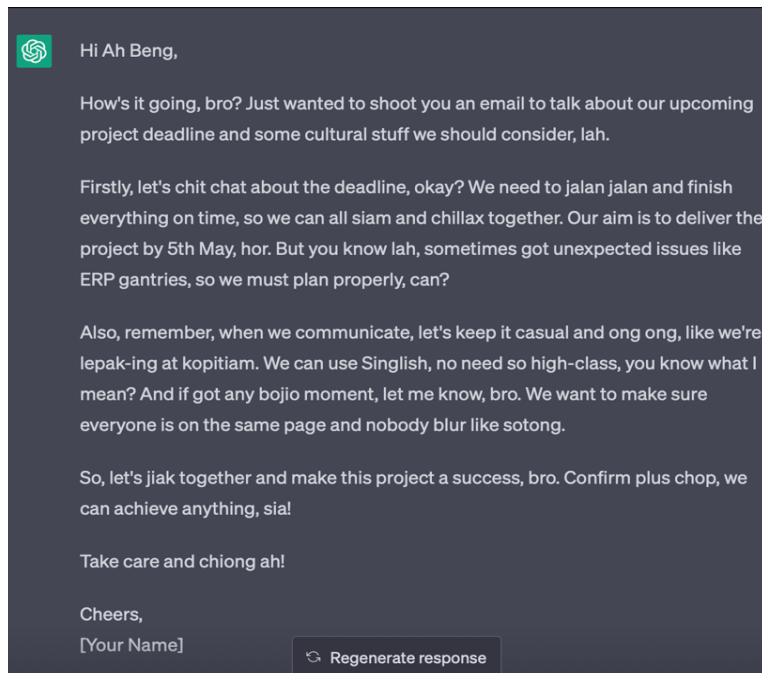 Hi Ah Beng,
How's it going, bro? Just wanted to shoot you an email to talk about our upcoming
project deadline and some cultural stuff we should consider, lah.
Firstly, let's chit chat about the deadline, okay? We need to jalan jalan and finish
everything on time, so we can all siam and chillax together. Our aim is to deliver the
project by 5th May, hor. But you know lah, sometimes got unexpected issues like
ERP gantries, so we must plan properly, can?
Also, remember, when we communicate, let's keep it casual and ong ong, like we're
lepak-ing at kopitiam. We can use Singlish, no need so high-class, you know what I
mean? And if got any bojio moment, let me know, bro. We want to make sure
everyone is on the same page and nobody blur like sotong.
So, let's jiak together and make this project a success, bro. Confirm plus chop, we
can achieve anything, sia!
Take care and chiong ah!
Cheers,
[Your Name]
Regenerate response